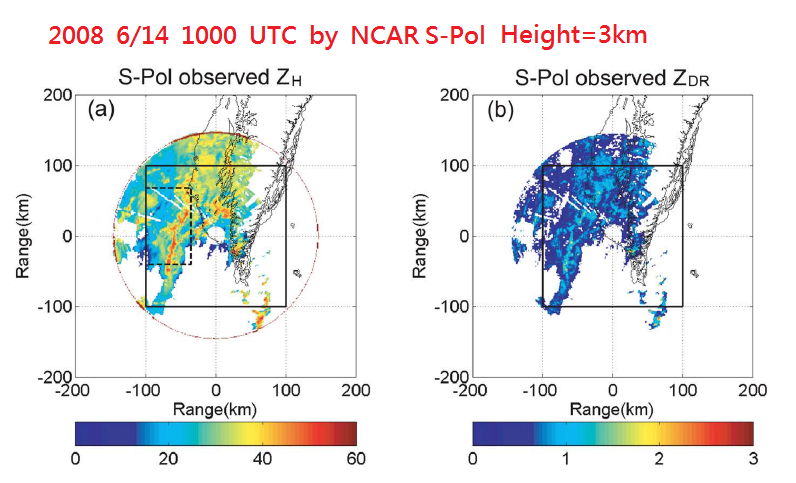 2008 6/14 1000 UTC by NCAR S-Pol Height=3km
S-Pol observed ZH
S-Pol observed ZDR
(a)
(b)
200
100
0
-100
-200
Range(km)
-200 -100 0 100 200
Range(km)
0 20 40 60
200
100
0
-100
-200
Range(km)
-200 -100 0 100 200
Range(km)
0 1 2 3